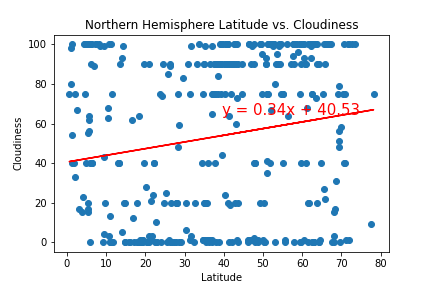 Northern Hemisphere Latitude vs. Cloudiness
100
80
60
40
20
0
Cloudiness
y = 0.34x + 40.53
0 10 20 30 40 50 60 70 80
Latitude